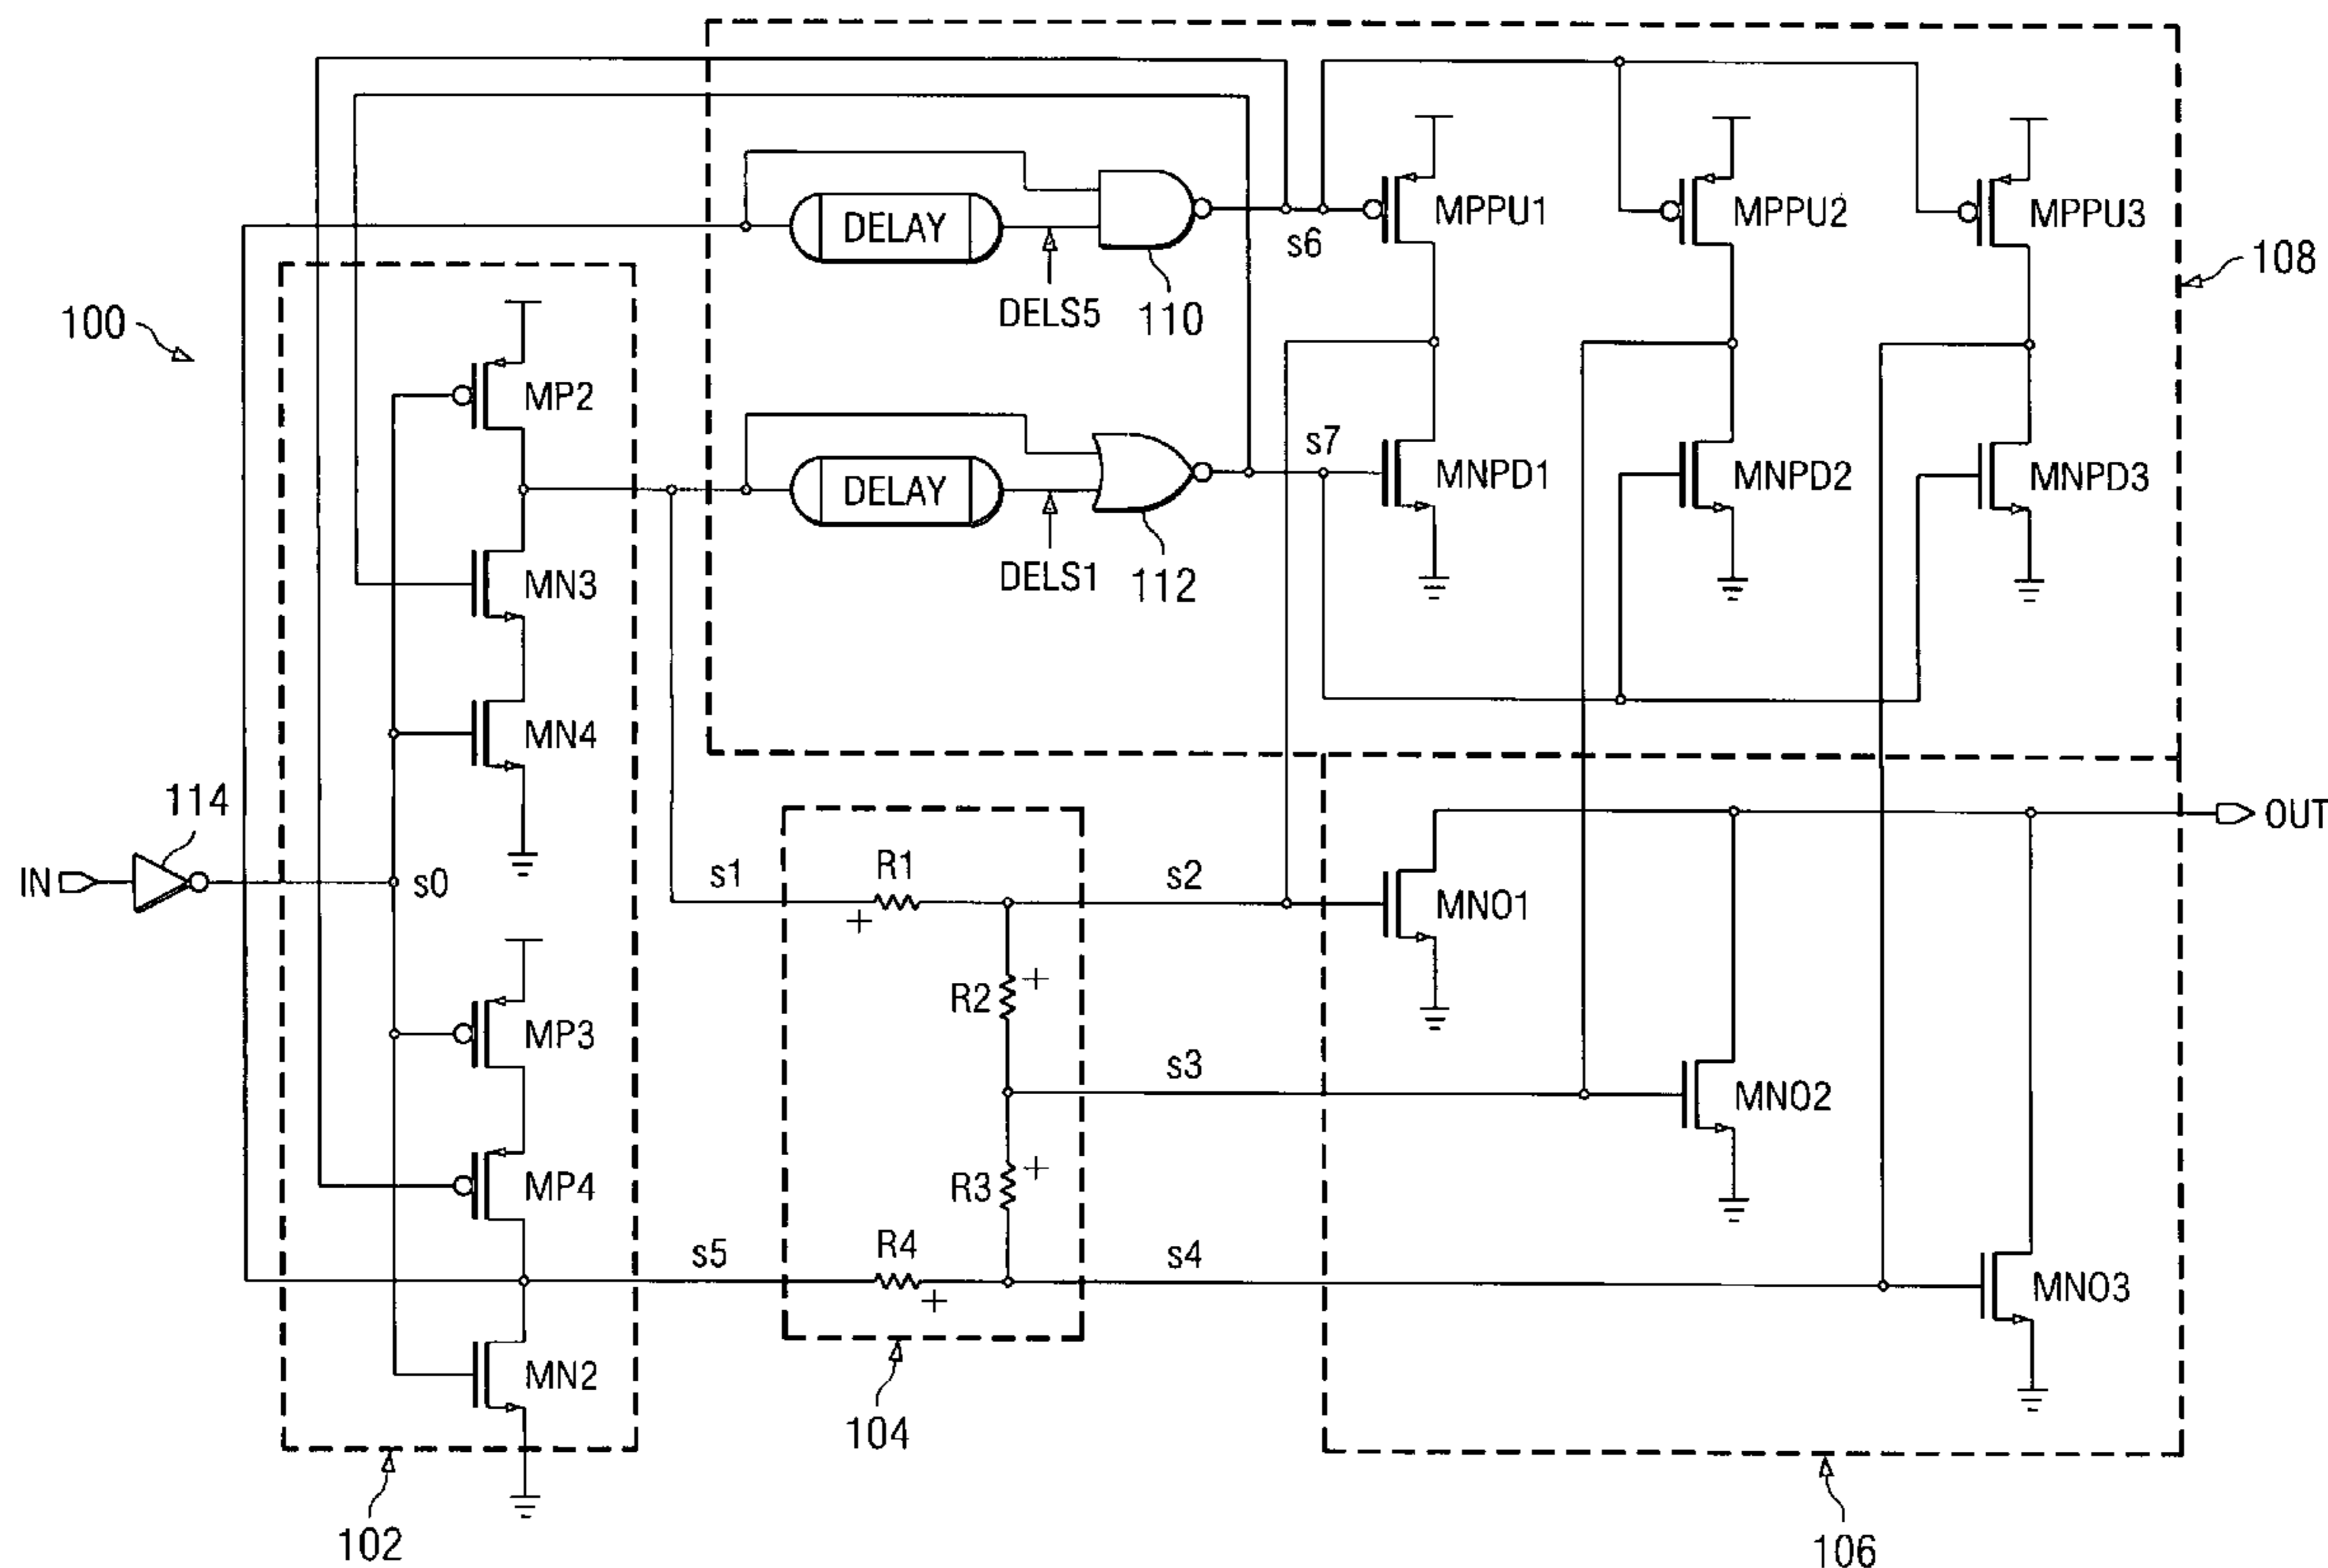 s6
MPPU1
MPPU2
MPPU3
DELAY
108
DELS5
110
100
MP2
s7
DELAY
MNPD1
MNPD2
MNPD3
MN3
DELS1
112
MN4
114
OUT
IN
s0
s1
R1
s2
MNO1
R2
+
+
MP3
s3
MNO2
R3
+
MP4
s5
R4
s4
+
MNO3
MN2
104
102
106